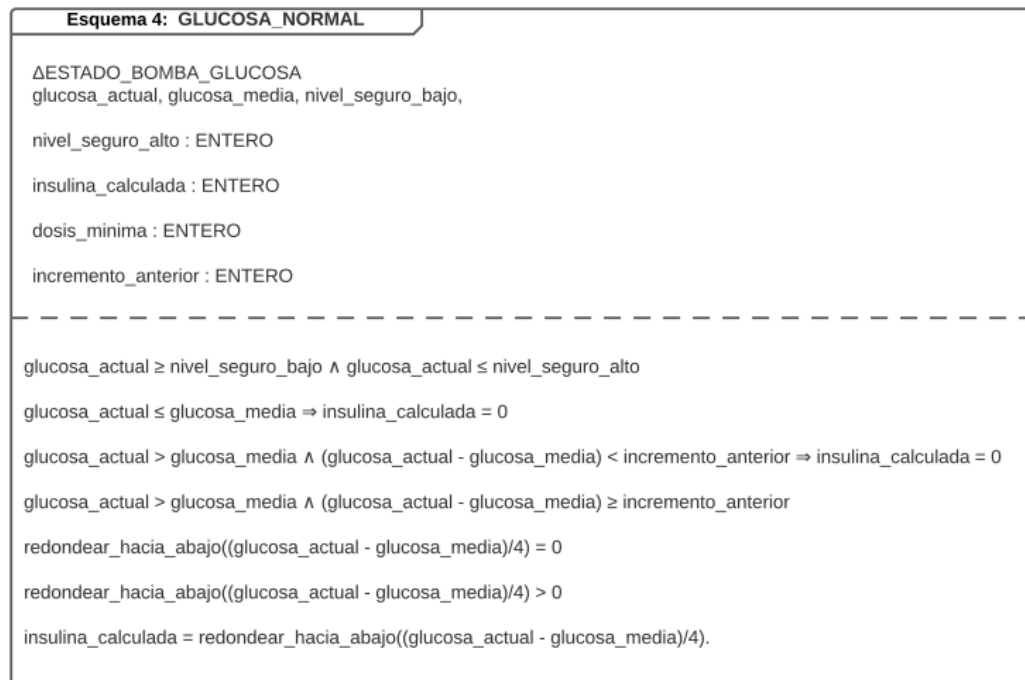 Esquema 4: GLUCOSA_NORMAL
ΔESTADO_BOMBA_GLUCOSA
glucosa_actual, glucosa_media, nivel_seguro_bajo,
nivel_seguro_alto : ENTERO
insulina_calculada : ENTERO
dosis_minima : ENTERO
incremento_anterior : ENTERO
glucosa_actual ≥ nivel_seguro_bajo ∧ glucosa_actual ≤ nivel_seguro_alto
glucosa_actual ≤ glucosa_media ⇒ insulina_calculada = 0
glucosa_actual > glucosa_media ∧ (glucosa_actual - glucosa_media) < incremento_anterior ⇒ insulina_calculada = 0
glucosa_actual > glucosa_media ∧ (glucosa_actual - glucosa_media) ≥ incremento_anterior
redondear_hacia_abajo((glucosa_actual - glucosa_media)/4) = 0
redondear_hacia_abajo((glucosa_actual - glucosa_media)/4) > 0
insulina_calculada = redondear_hacia_abajo((glucosa_actual - glucosa_media)/4).